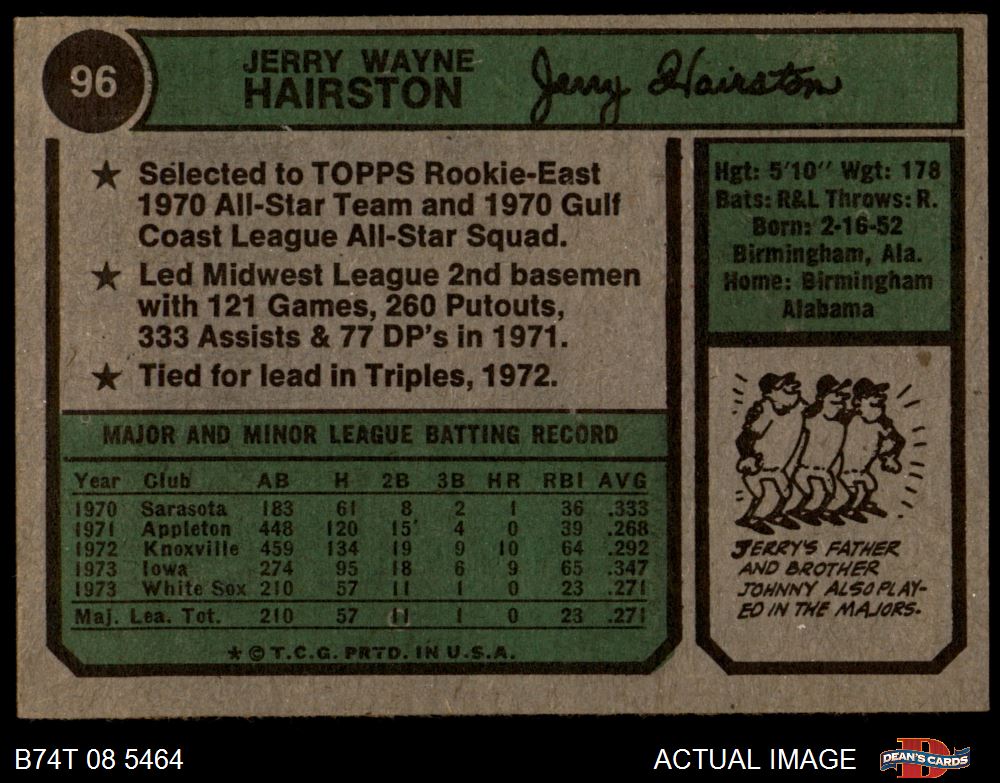 96
JERRY WAYNE
HAIRSTON
Jerry Hairston
★ Selected to TOPPS Rookie-East
1970 All-Star Team and 1970 Gulf
Coast League All-Star Squad.
★ Led Midwest League 2nd basemen
with 121 Games, 260 Putouts,
333 Assists & 77 DP's in 1971.
★ Tied for lead in Triples, 1972.
MAJOR AND MINOR LEAGUE BATTING RECORD
Year Club AB H 2B 3B HR RBI AVG
1970 Sarasota 183 61 8 2 1 36 .333
1971 Appleton 448 120 15 4 0 39 .268
1972 Knoxville 459 134 19 9 10 64 .292
1973 Iowa 274 95 18 6 9 65 .347
1973 White Sox 210 57 11 1 0 23 .271
Maj. Lea. Tot. 210 57 11 1 0 23 .271
★ © T.C.G. PRTD. IN U.S.A.
Hgt: 5'10" Wgt: 178
Bats: R&L Throws: R.
Born: 2-16-52
Birmingham, Ala.
Home: Birmingham
Alabama
JERRY'S FATHER
AND BROTHER
JOHNNY ALSO PLAY-
ED IN THE MAJORS.
B74T 08 5464
ACTUAL IMAGE
DEAN'S CARDS